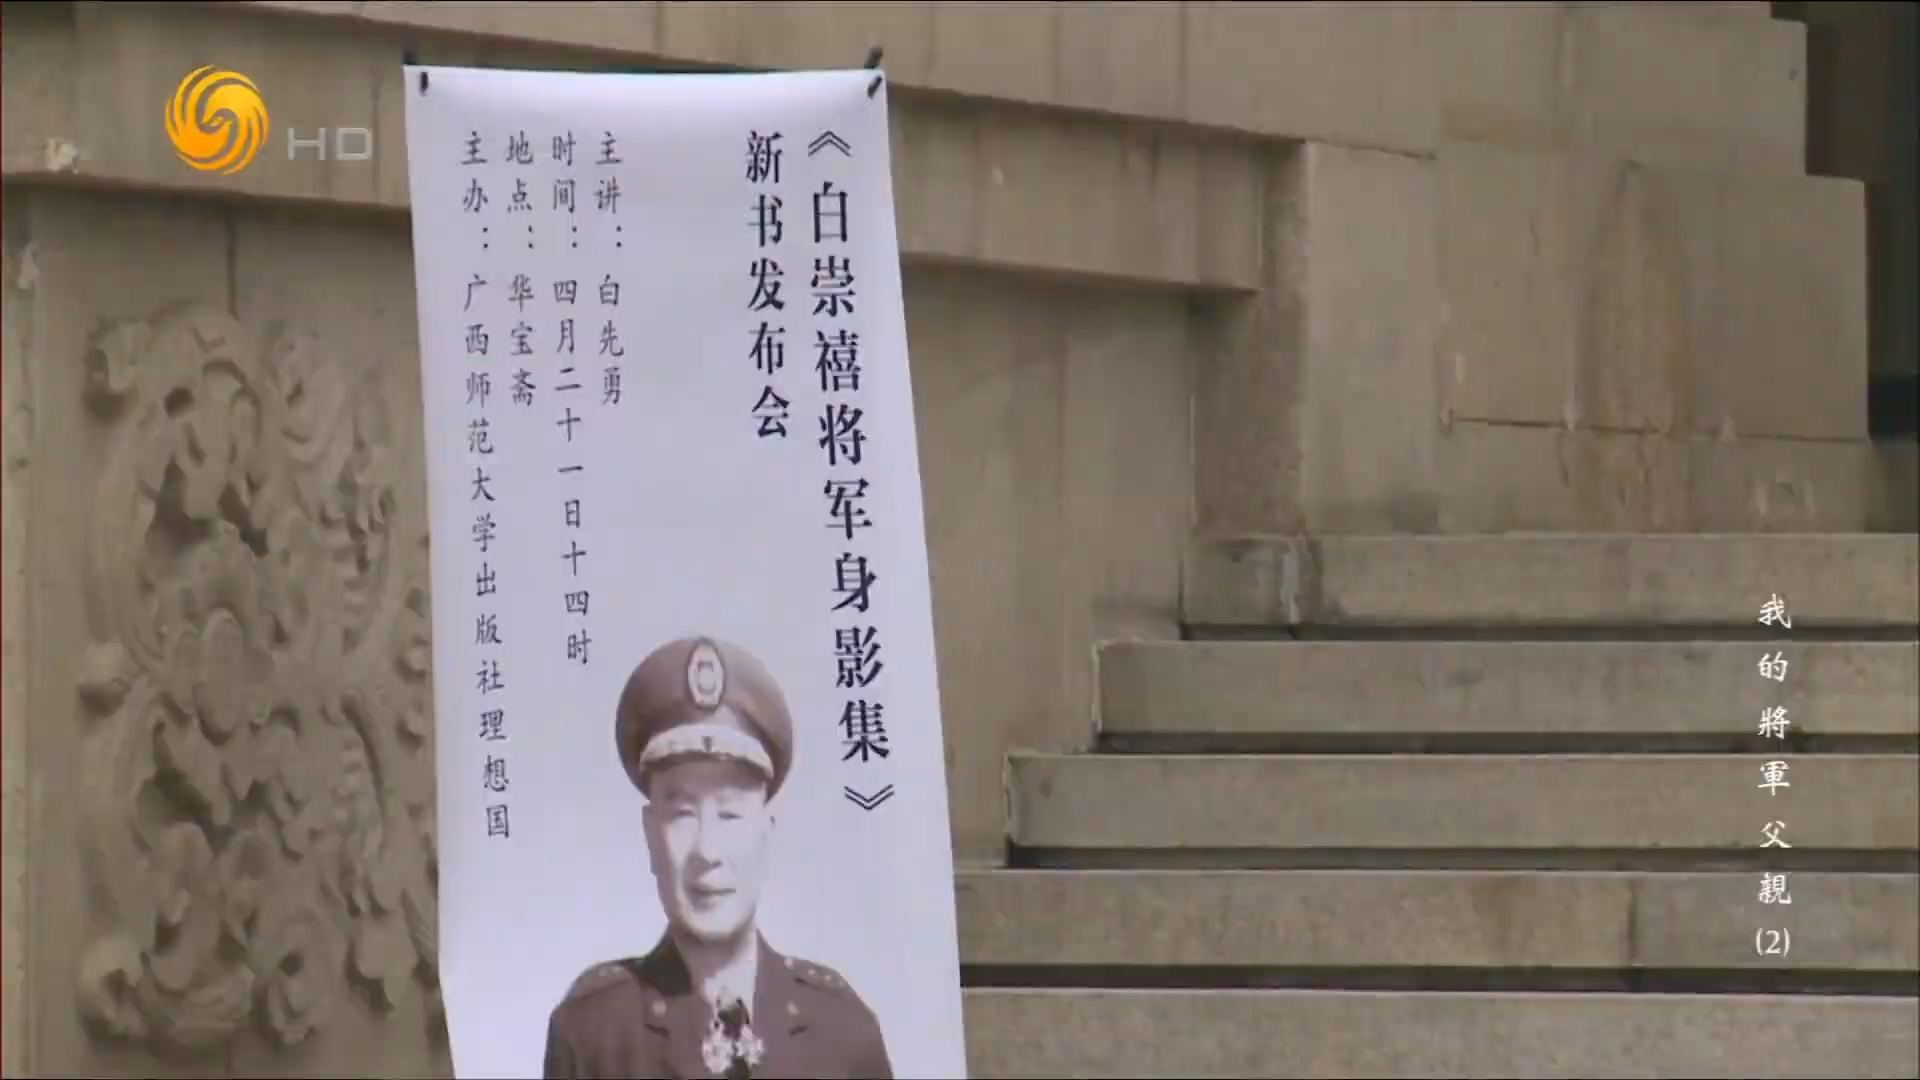 HD
《白崇禧将军身影集》
新书发布会
主讲：白先勇
时间：四月二十一日十四时
地点：华宝斋
主办：广西师范大学出版社理想国
我的將軍父親(2)